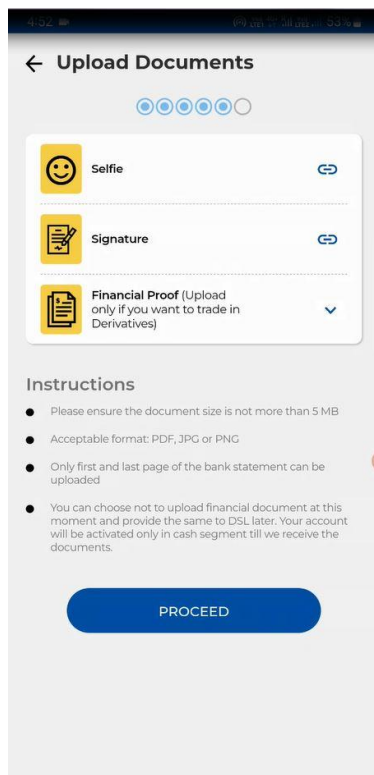 4:52
53%
Upload Documents
Selfie
Signature
Financial Proof (Upload
only if you want to trade in
Derivatives)
Instructions
Please ensure the document size is not more than 5 MB
Acceptable format: PDF, JPG or PNG
Only first and last page of the bank statement can be
uploaded
You can choose not to upload financial document at this
moment and provide the same to DSL later. Your account
will be activated only in cash segment till we receive the
documents.
PROCEED